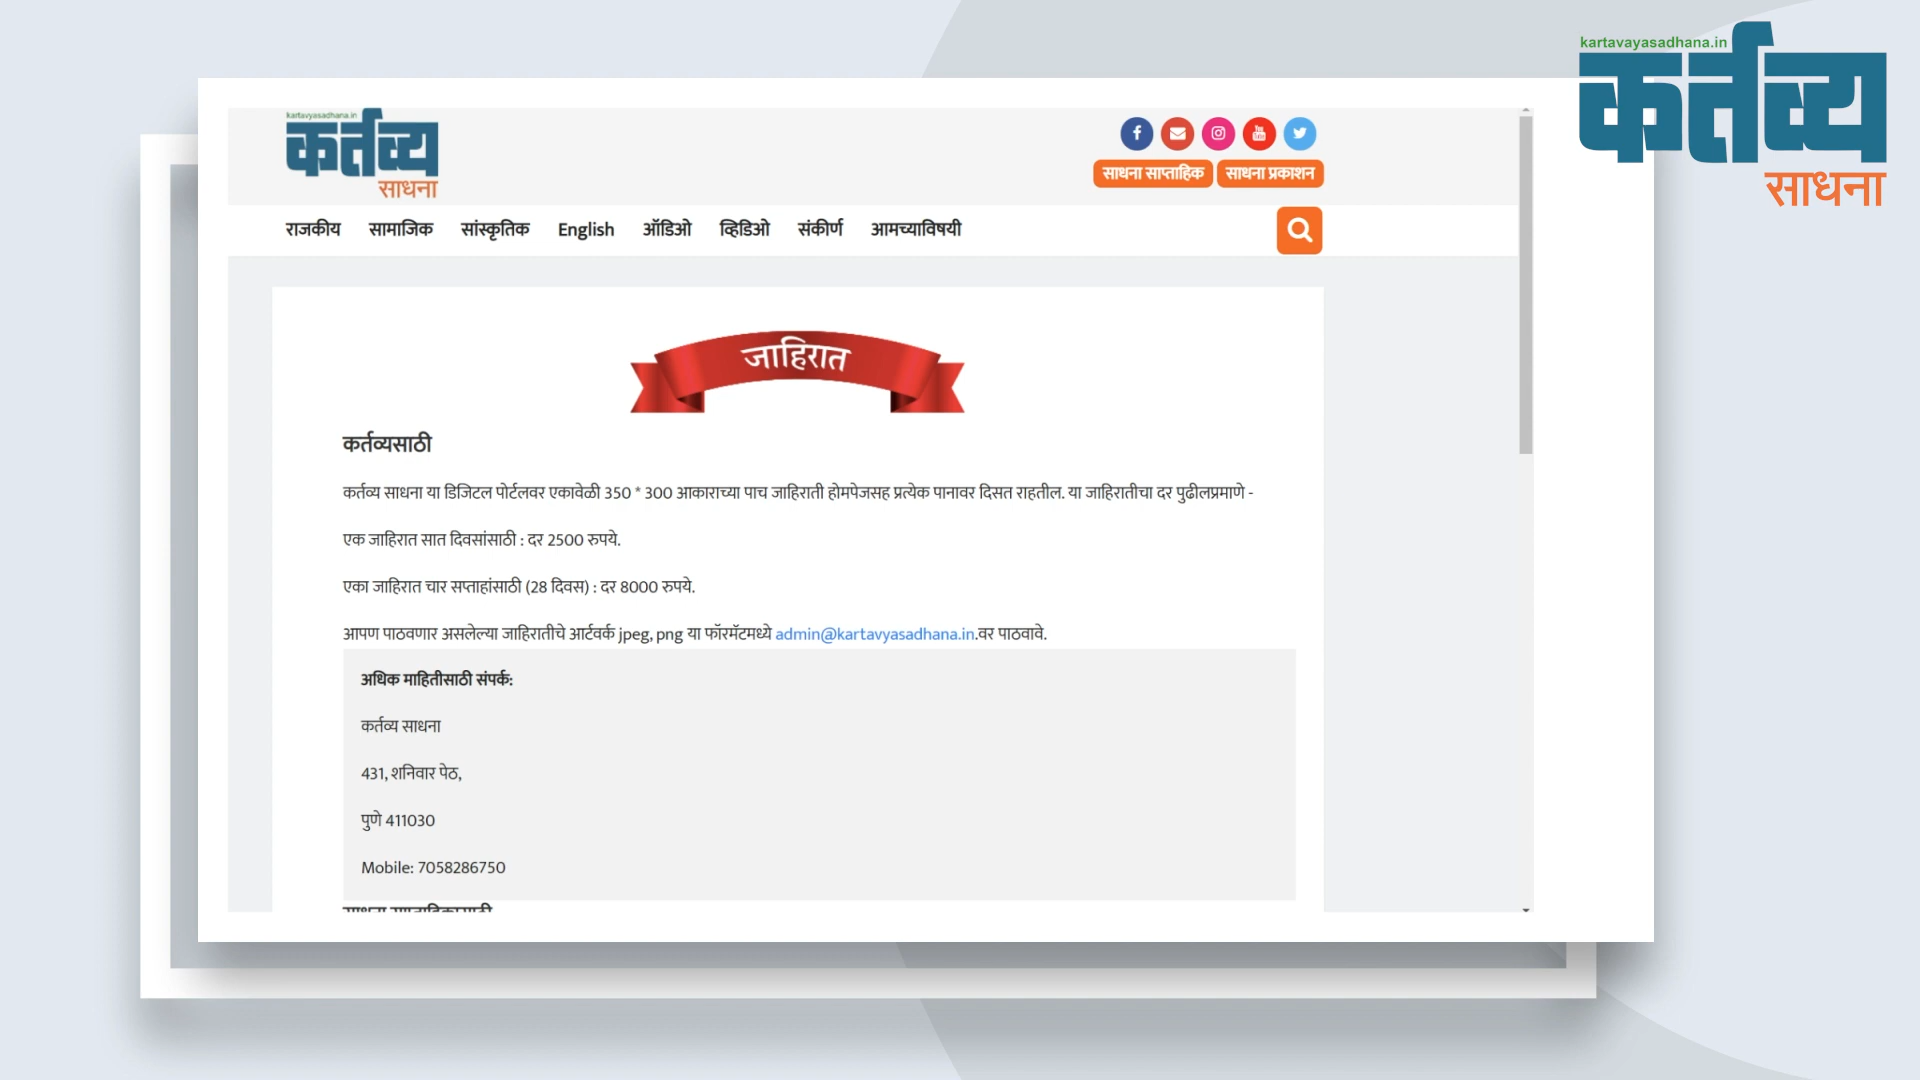 kartavayasadhana.in
कर्तव्य
साधना
kartavyasadhana.in
कर्तव्य
साधना
साधना साप्ताहिक साधना प्रकाशन
राजकीय सामाजिक सांस्कृतिक English ऑडिओ व्हिडिओ संकीर्ण आमच्याविषयी
जाहिरात
कर्तव्यसाठी
कर्तव्य साधना या डिजिटल पोर्टलवर एकावेळी 350 * 300 आकाराच्या पाच जाहिराती होमपेजसह प्रत्येक पानावर दिसत राहतील. या जाहिरातीचा दर पुढीलप्रमाणे -
एक जाहिरात सात दिवसांसाठी : दर 2500 रुपये.
एका जाहिरात चार सप्ताहांसाठी (28 दिवस) : दर 8000 रुपये.
आपण पाठवणार असलेल्या जाहिरातीचे आर्टवर्क jpeg, png या फॉरमॅटमध्ये admin@kartavyasadhana.in.वर पाठवावे.
अधिक माहितीसाठी संपर्क:
कर्तव्य साधना
431, शनिवार पेठ,
पुणे 411030
Mobile: 7058286750